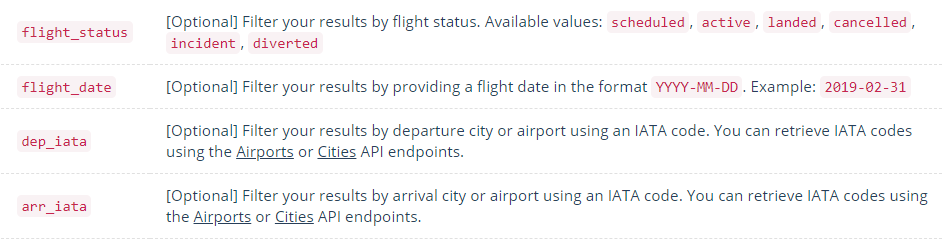 flight_status [Optional] Filter your results by flight status. Available values: scheduled, active, landed, cancelled,
incident, diverted
flight_date [Optional] Filter your results by providing a flight date in the format YYYY-MM-DD. Example: 2019-02-31
dep_iata [Optional] Filter your results by departure city or airport using an IATA code. You can retrieve IATA codes
using the Airports or Cities API endpoints.
arr_iata [Optional] Filter your results by arrival city or airport using an IATA code. You can retrieve IATA codes using
the Airports or Cities API endpoints.